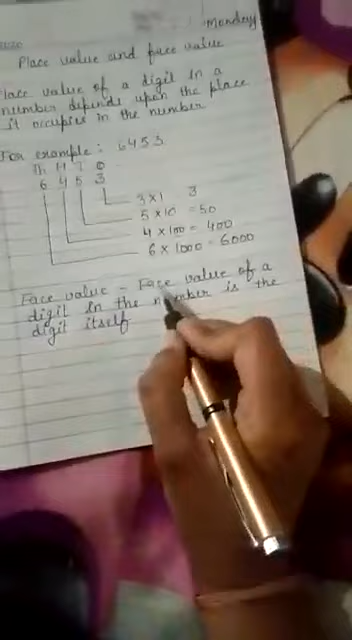 Monday
2020
Place value and face value
Place value of a digit in a
number depends upon the place
it occupies in the number
For example: 6453
Th H T O
6 4 5 3
3 x 1 3
5 x 10 = 50
4 x 100 = 400
6 x 1000 = 6000
Face value - Face value of a
digit in the number is the
digit itself